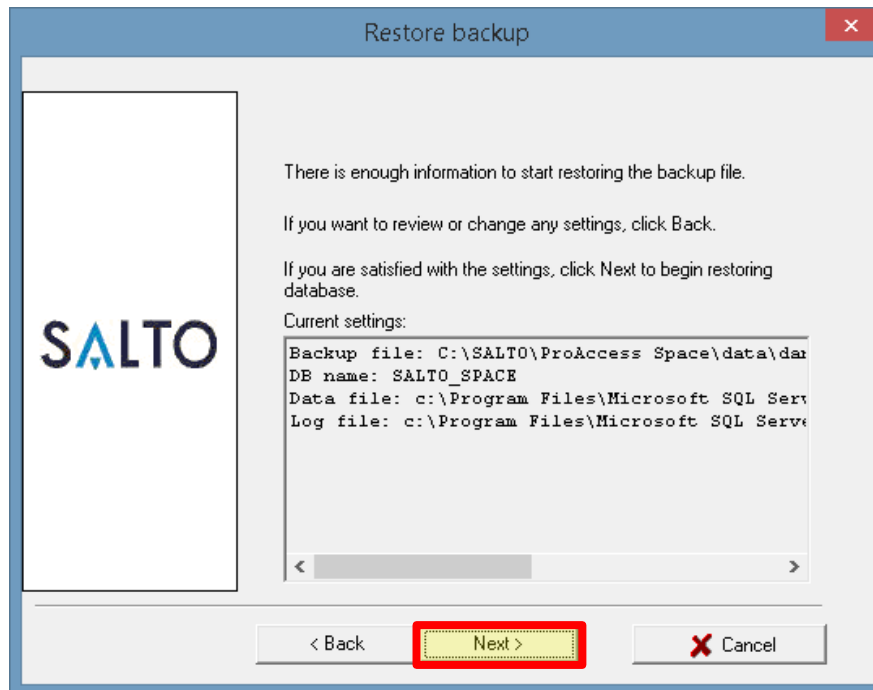 Restore backup
There is enough information to start restoring the backup file.
If you want to review or change any settings, click Back.
If you are satisfied with the settings, click Next to begin restoring
database.
Current settings:
SALTO
Backup file: C:\SALTO\ProAccess Space\data\dar
DB name: SALTO_SPACE
Data file: c:\Program Files\Microsoft SQL Serv
Log file: c:\Program Files\Microsoft SQL Serve
< Back
Next >
Cancel